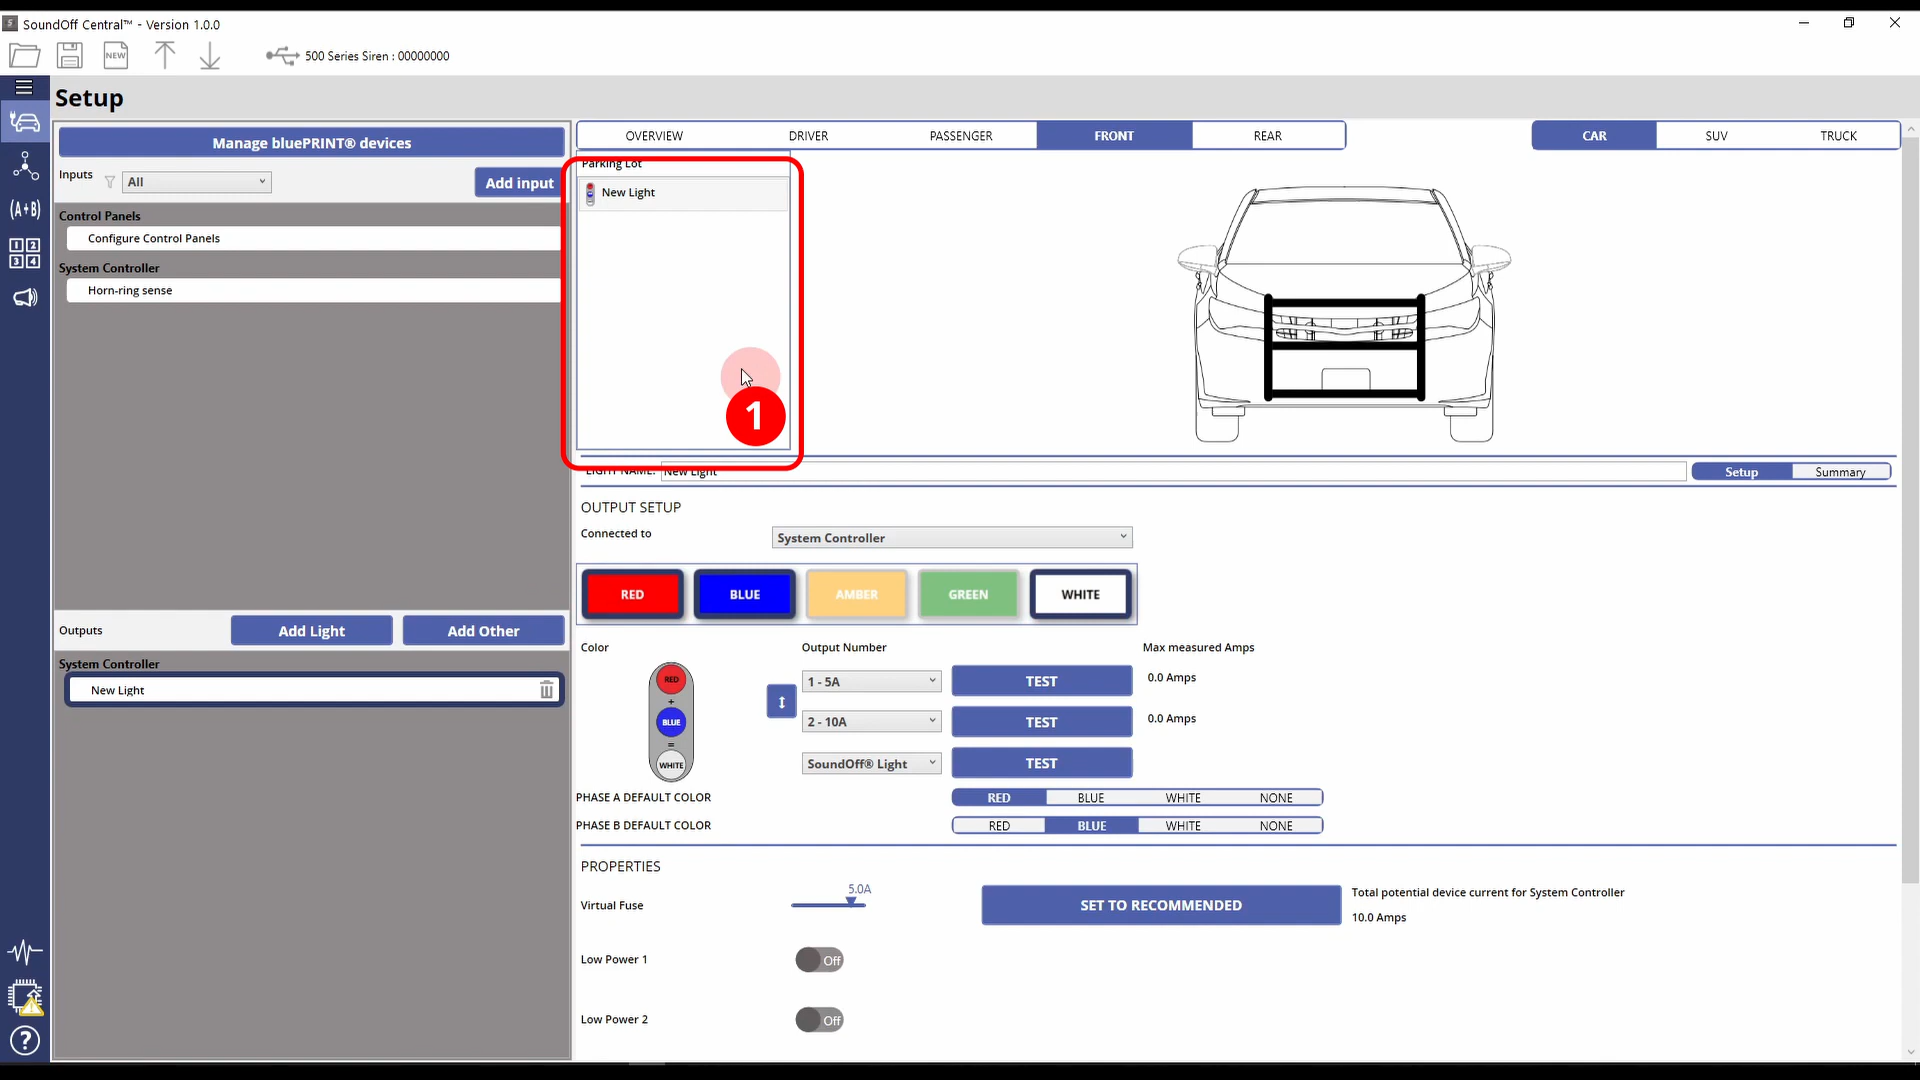 SoundOff Central™ - Version 1.0.0
NEW
500 Series Siren : 00000000
Setup
Manage bluePRINT® devices
Inputs
All
Add input
Control Panels
Configure Control Panels
System Controller
Horn-ring sense
(A+B)
1 2
3 4
Outputs
Add Light
Add Other
System Controller
New Light
OVERVIEW
DRIVER
PASSENGER
FRONT
REAR
CAR
SUV
TRUCK
Parking Lot
New Light
1
LIGHT NAME:
New Light
Setup
Summary
OUTPUT SETUP
Connected to
System Controller
RED
BLUE
AMBER
GREEN
WHITE
Color
Output Number
Max measured Amps
RED
+
BLUE
=
WHITE
1 - 5A
TEST
0.0 Amps
2 - 10A
TEST
0.0 Amps
SoundOff® Light
TEST
PHASE A DEFAULT COLOR
RED
BLUE
WHITE
NONE
PHASE B DEFAULT COLOR
RED
BLUE
WHITE
NONE
PROPERTIES
Virtual Fuse
5.0A
SET TO RECOMMENDED
Total potential device current for System Controller
10.0 Amps
Low Power 1
Off
Low Power 2
Off
?